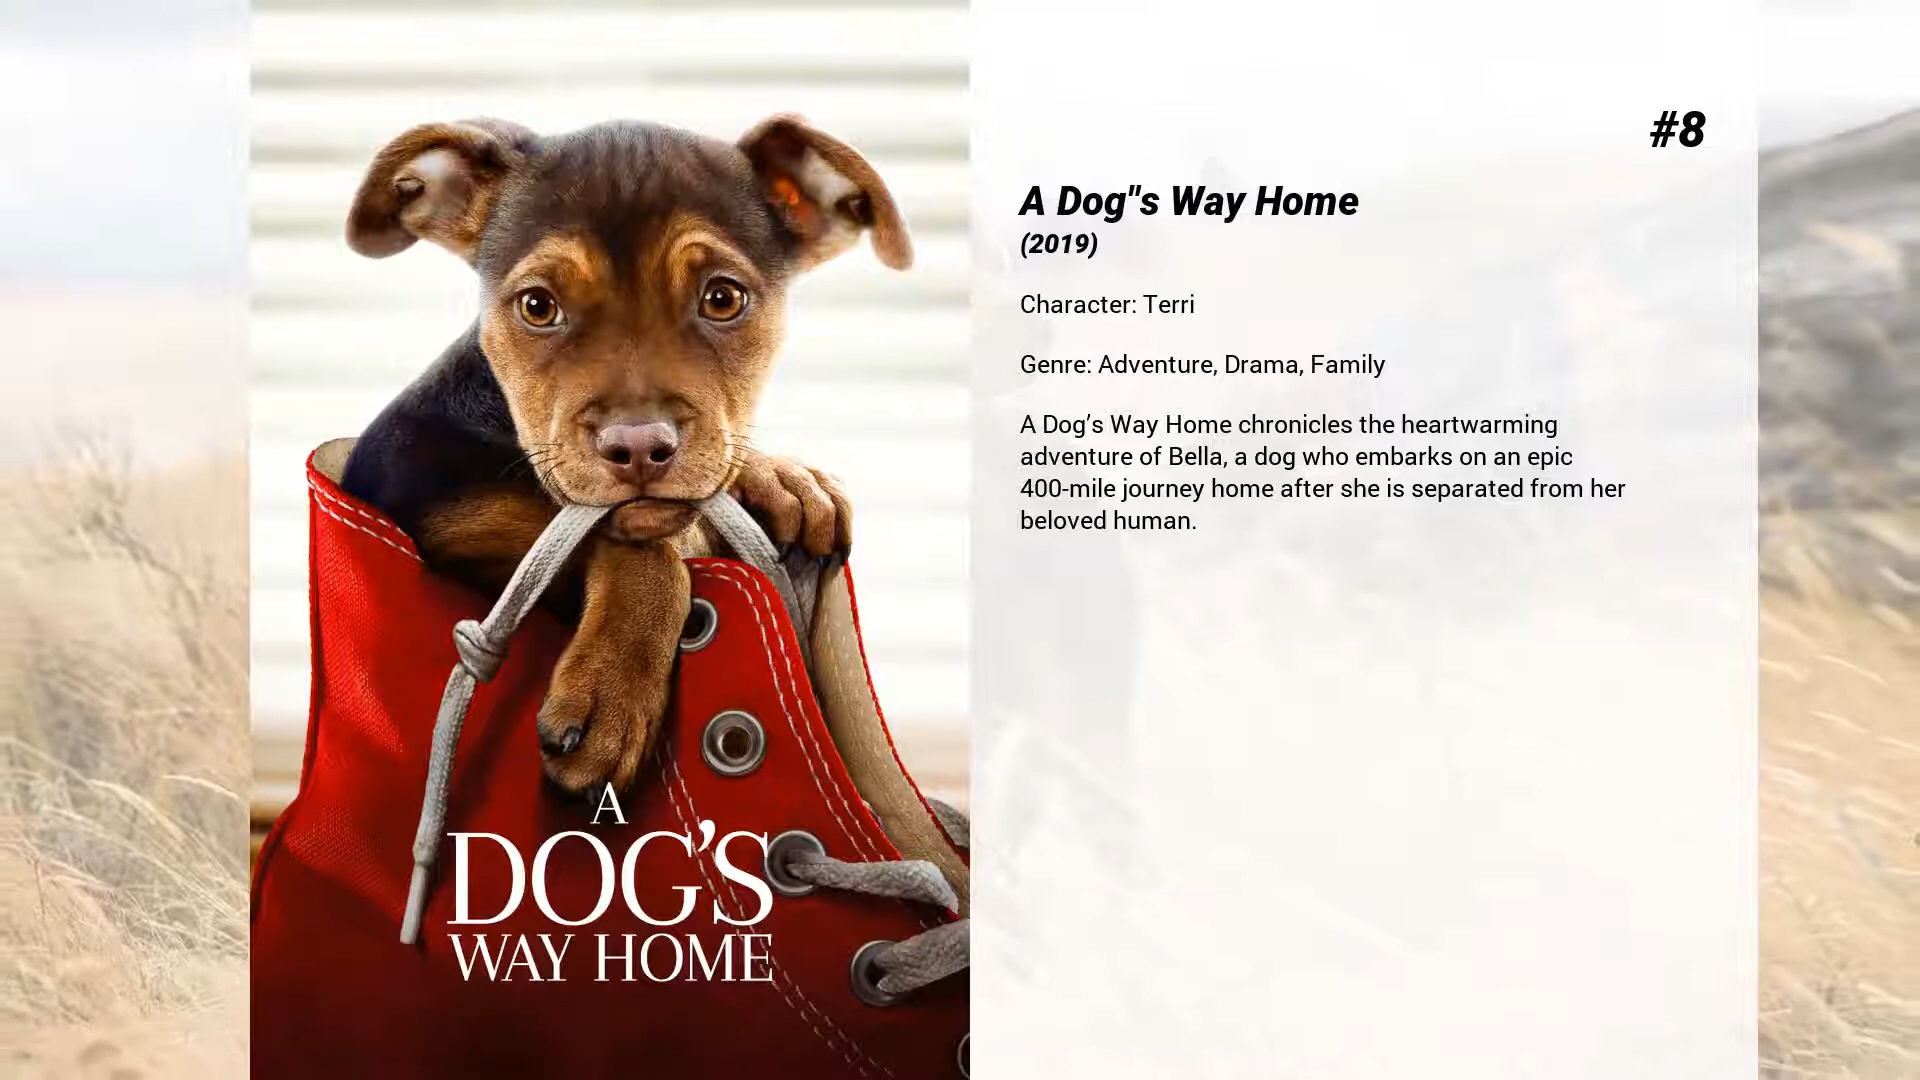 #8
A Dog"s Way Home
(2019)
Character: Terri
Genre: Adventure, Drama, Family
A Dog’s Way Home chronicles the heartwarming
adventure of Bella, a dog who embarks on an epic
400-mile journey home after she is separated from her
beloved human.
A
DOG’S
WAY HOME